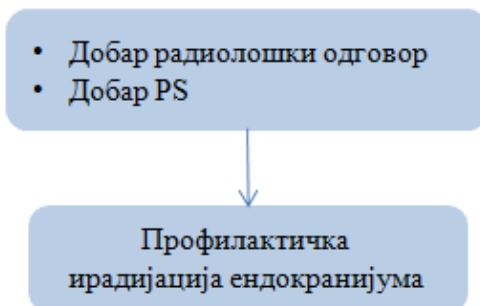 • Добар радиолошки одговор
• Добар PS
Профилактичка
ирадијација ендокранијума